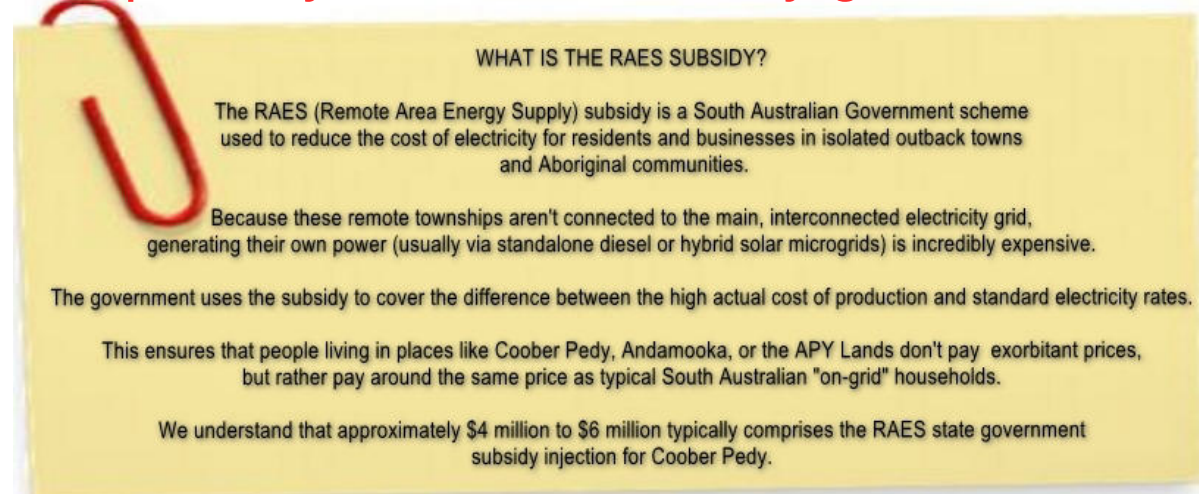 WHAT IS THE RAES SUBSIDY?
The RAES (Remote Area Energy Supply) subsidy is a South Australian Government scheme
used to reduce the cost of electricity for residents and businesses in isolated outback towns
and Aboriginal communities.
Because these remote townships aren't connected to the main, interconnected electricity grid,
generating their own power (usually via standalone diesel or hybrid solar microgrids) is incredibly expensive.
The government uses the subsidy to cover the difference between the high actual cost of production and standard electricity rates.
This ensures that people living in places like Coober Pedy, Andamooka, or the APY Lands don't pay exorbitant prices,
but rather pay around the same price as typical South Australian "on-grid" households.
We understand that approximately $4 million to $6 million typically comprises the RAES state government
subsidy injection for Coober Pedy.